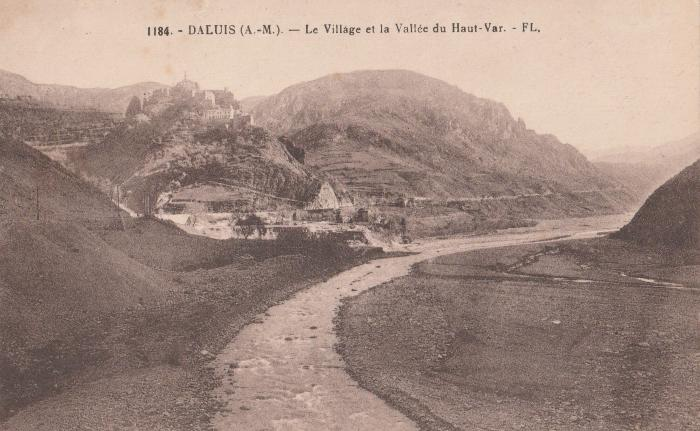 1184. - DALUIS (A.-M.). — Le Village et la Vallée du Haut-Var. - FL.